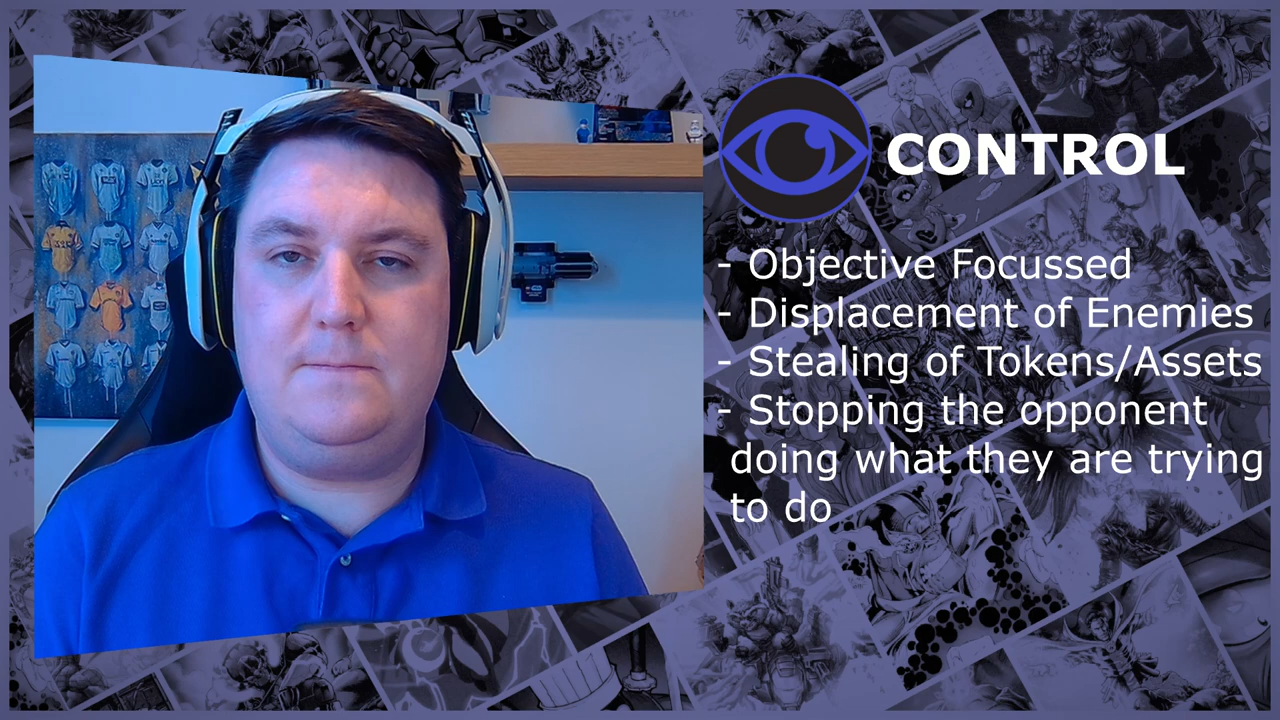 CONTROL
- Objective Focussed
- Displacement of Enemies
- Stealing of Tokens/Assets
- Stopping the opponent
doing what they are trying
to do